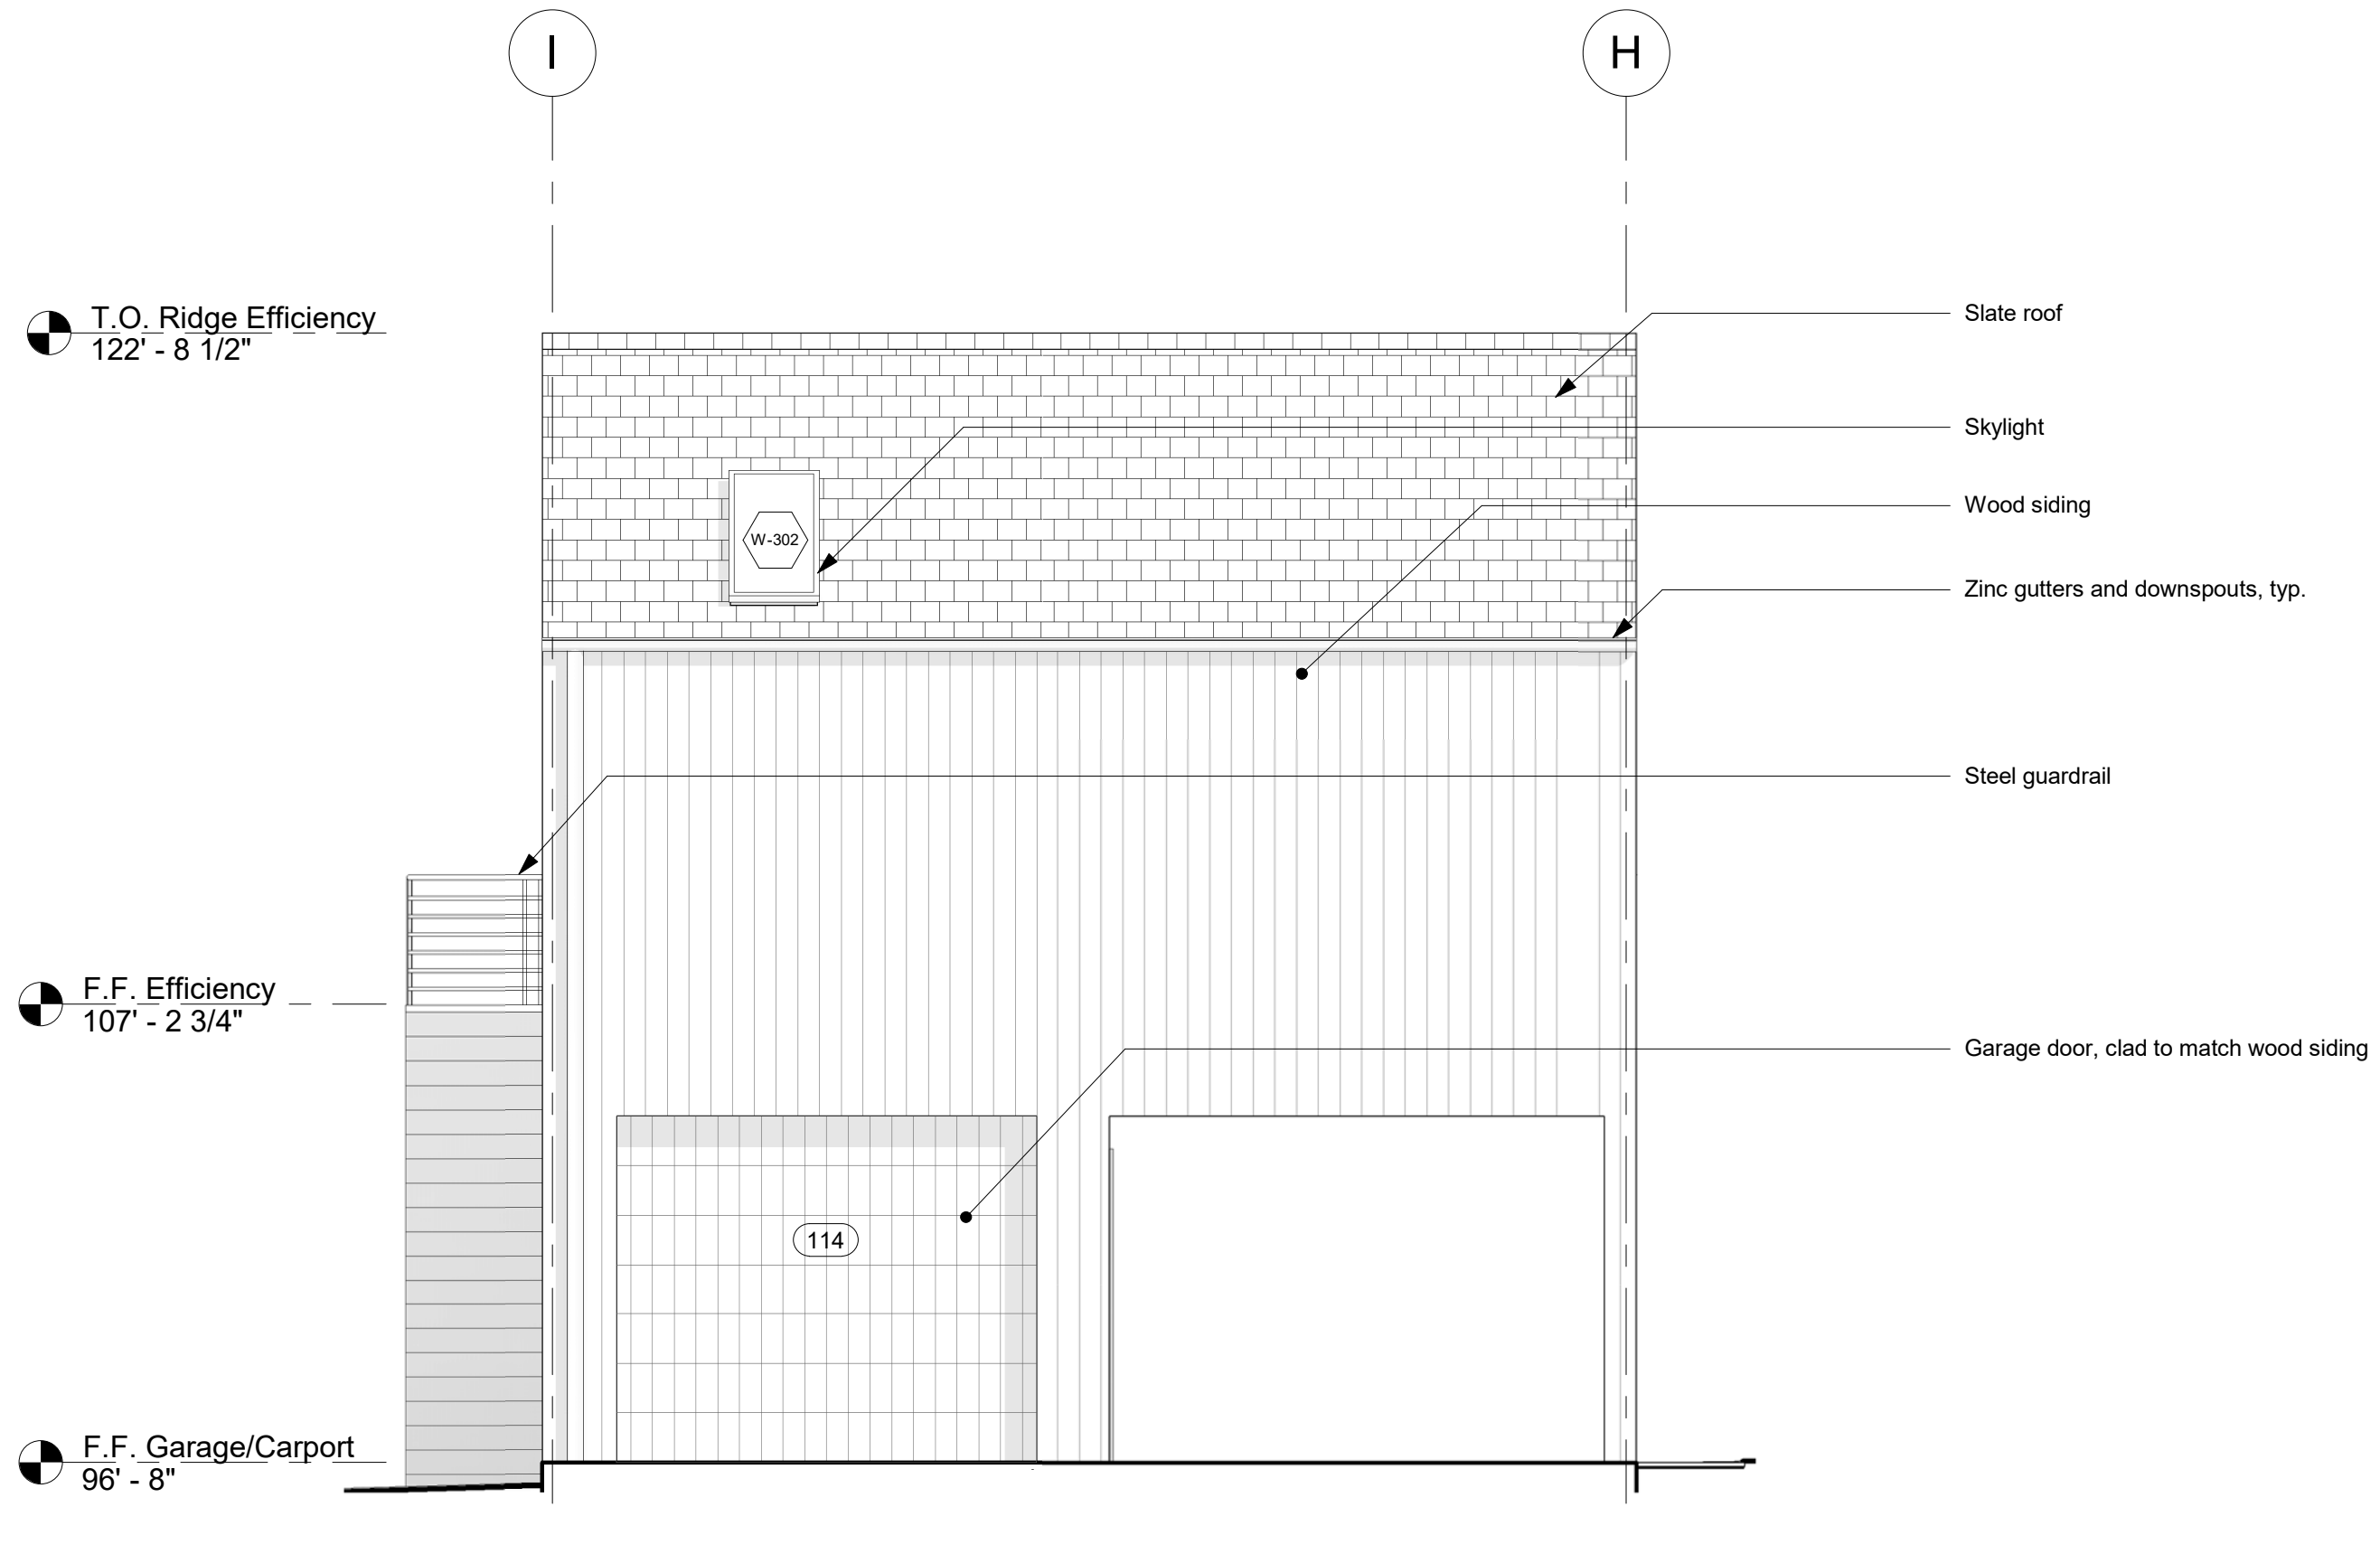 I
H
T.O. Ridge Efficiency
122' - 8 1/2"
Slate roof
Skylight
Wood siding
W-302
Zinc gutters and downspouts, typ.
Steel guardrail
F.F. Efficiency
107' - 2 3/4"
Garage door, clad to match wood siding
114
F.F. Garage/Carport
96' - 8"